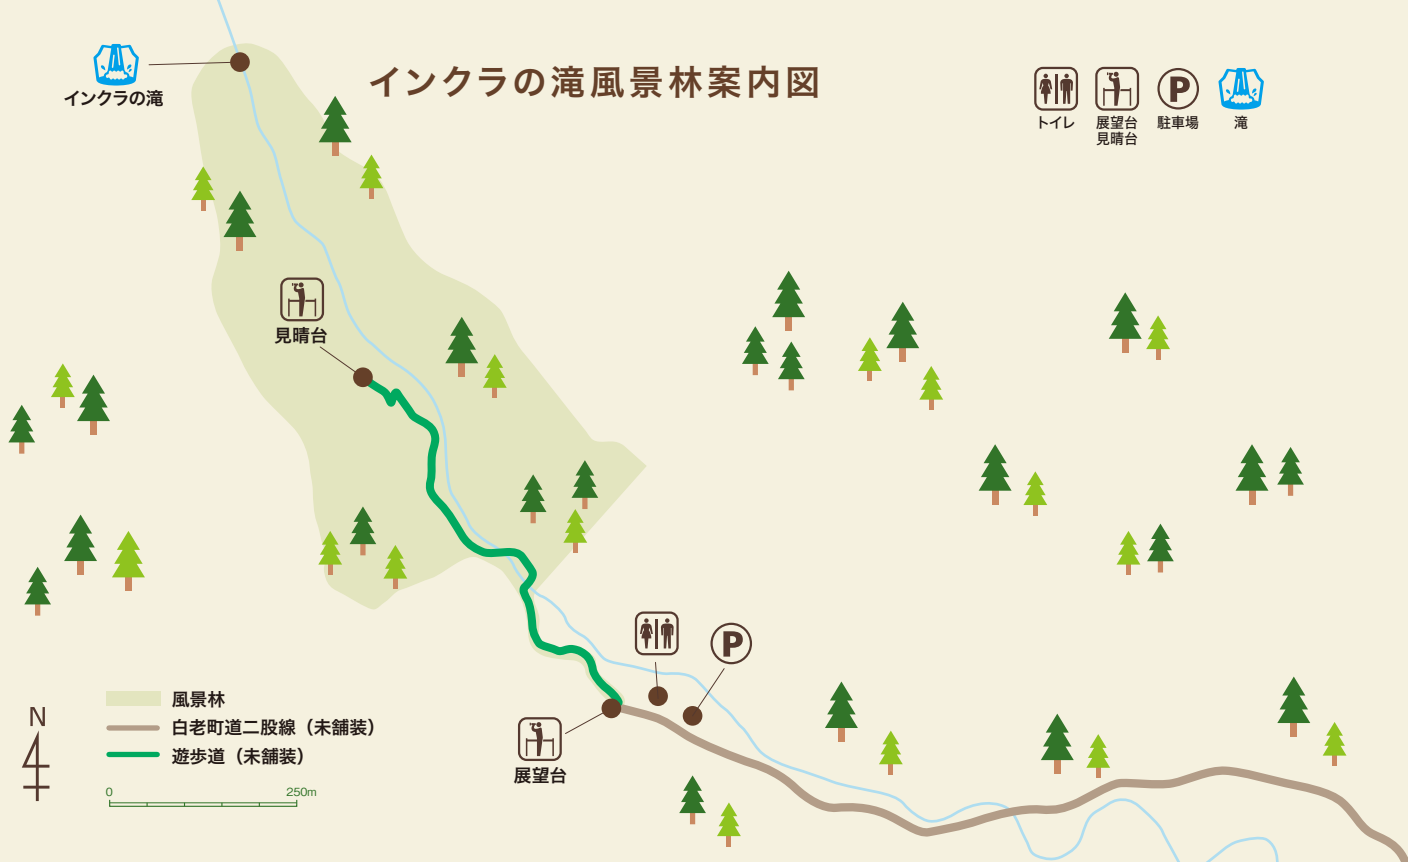 インクラの滝風景林案内図
インクラの滝
トイレ
展望台
見晴台
駐車場
P
滝
見晴台
P
展望台
風景林
白老町道二股線（未舗装）
遊歩道（未舗装）
N
0
250m